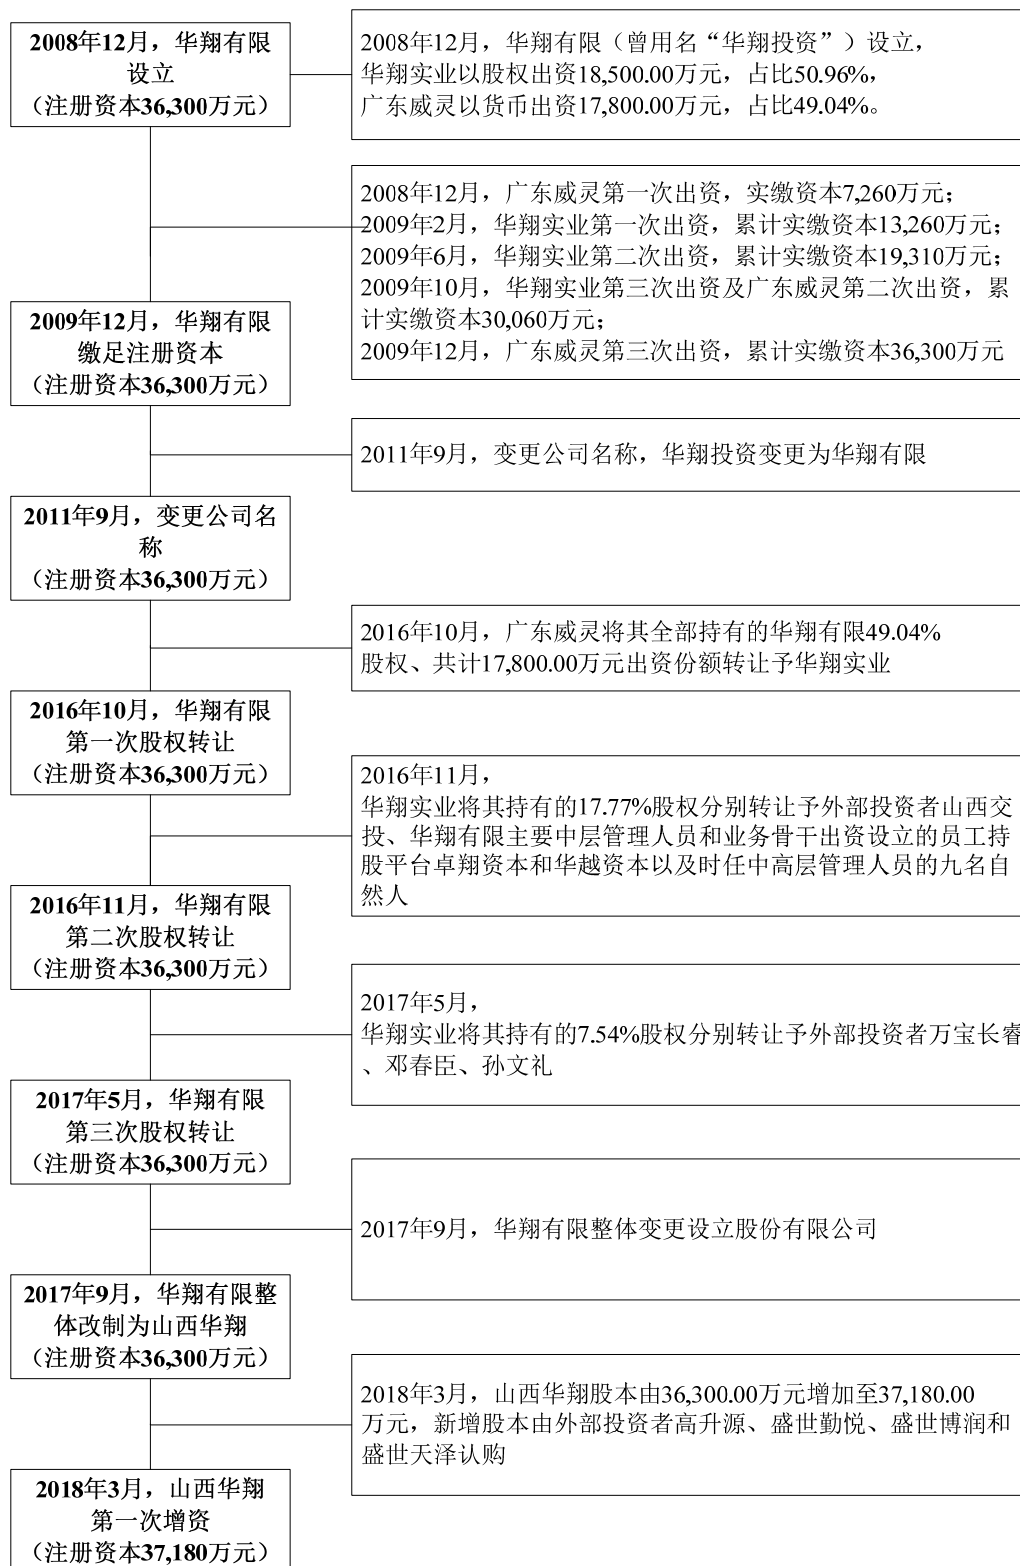 2008年12月，华翔有限
设立
（注册资本36,300万元）
2008年12月，华翔有限（曾用名“华翔投资”）设立，
华翔实业以股权出资18,500.00万元，占比50.96%，
广东威灵以货币出资17,800.00万元，占比49.04%。
2008年12月，广东威灵第一次出资，实缴资本7,260万元；
2009年2月，华翔实业第一次出资，累计实缴资本13,260万元；
2009年6月，华翔实业第二次出资，累计实缴资本19,310万元；
2009年10月，华翔实业第三次出资及广东威灵第二次出资，累
计实缴资本30,060万元；
2009年12月，广东威灵第三次出资，累计实缴资本36,300万元
2009年12月，华翔有限
缴足注册资本
（注册资本36,300万元）
2011年9月，变更公司名称，华翔投资变更为华翔有限
2011年9月，变更公司名
称
（注册资本36,300万元）
2016年10月，广东威灵将其全部持有的华翔有限49.04%
股权、共计17,800.00万元出资份额转让予华翔实业
2016年10月，华翔有限
第一次股权转让
（注册资本36,300万元）
2016年11月，
华翔实业将其持有的17.77%股权分别转让予外部投资者山西交
投、华翔有限主要中层管理人员和业务骨干出资设立的员工持
股平台卓翔资本和华越资本以及时任中高层管理人员的九名自
然人
2016年11月，华翔有限
第二次股权转让
（注册资本36,300万元）
2017年5月，
华翔实业将其持有的7.54%股权分别转让予外部投资者万宝长睿
、邓春臣、孙文礼
2017年5月，华翔有限
第三次股权转让
（注册资本36,300万元）
2017年9月，华翔有限整体变更设立股份有限公司
2017年9月，华翔有限整
体改制为山西华翔
（注册资本36,300万元）
2018年3月，山西华翔股本由36,300.00万元增加至37,180.00
万元，新增股本由外部投资者高升源、盛世勤悦、盛世博润和
盛世天泽认购
2018年3月，山西华翔
第一次增资
（注册资本37,180万元）